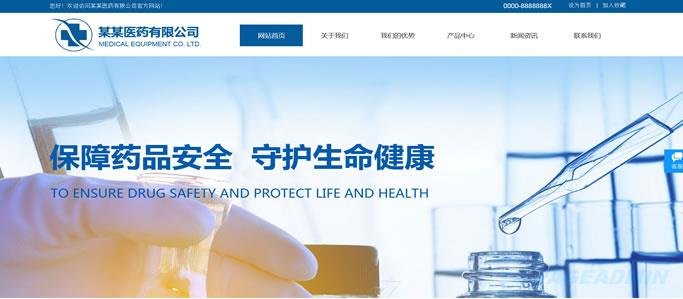 您好！欢迎访问某某医药有限公司官方网站！
0000-8888888X 设为首页 | 加入收藏
某某医药有限公司
MEDICAL EQUIPMENT CO. LTD.
网站首页 关于我们 我们的优势 产品中心 新闻资讯 联系我们
保障药品安全 守护生命健康
TO ENSURE DRUG SAFETY AND PROTECT LIFE AND HEALTH
PAGEADMIN